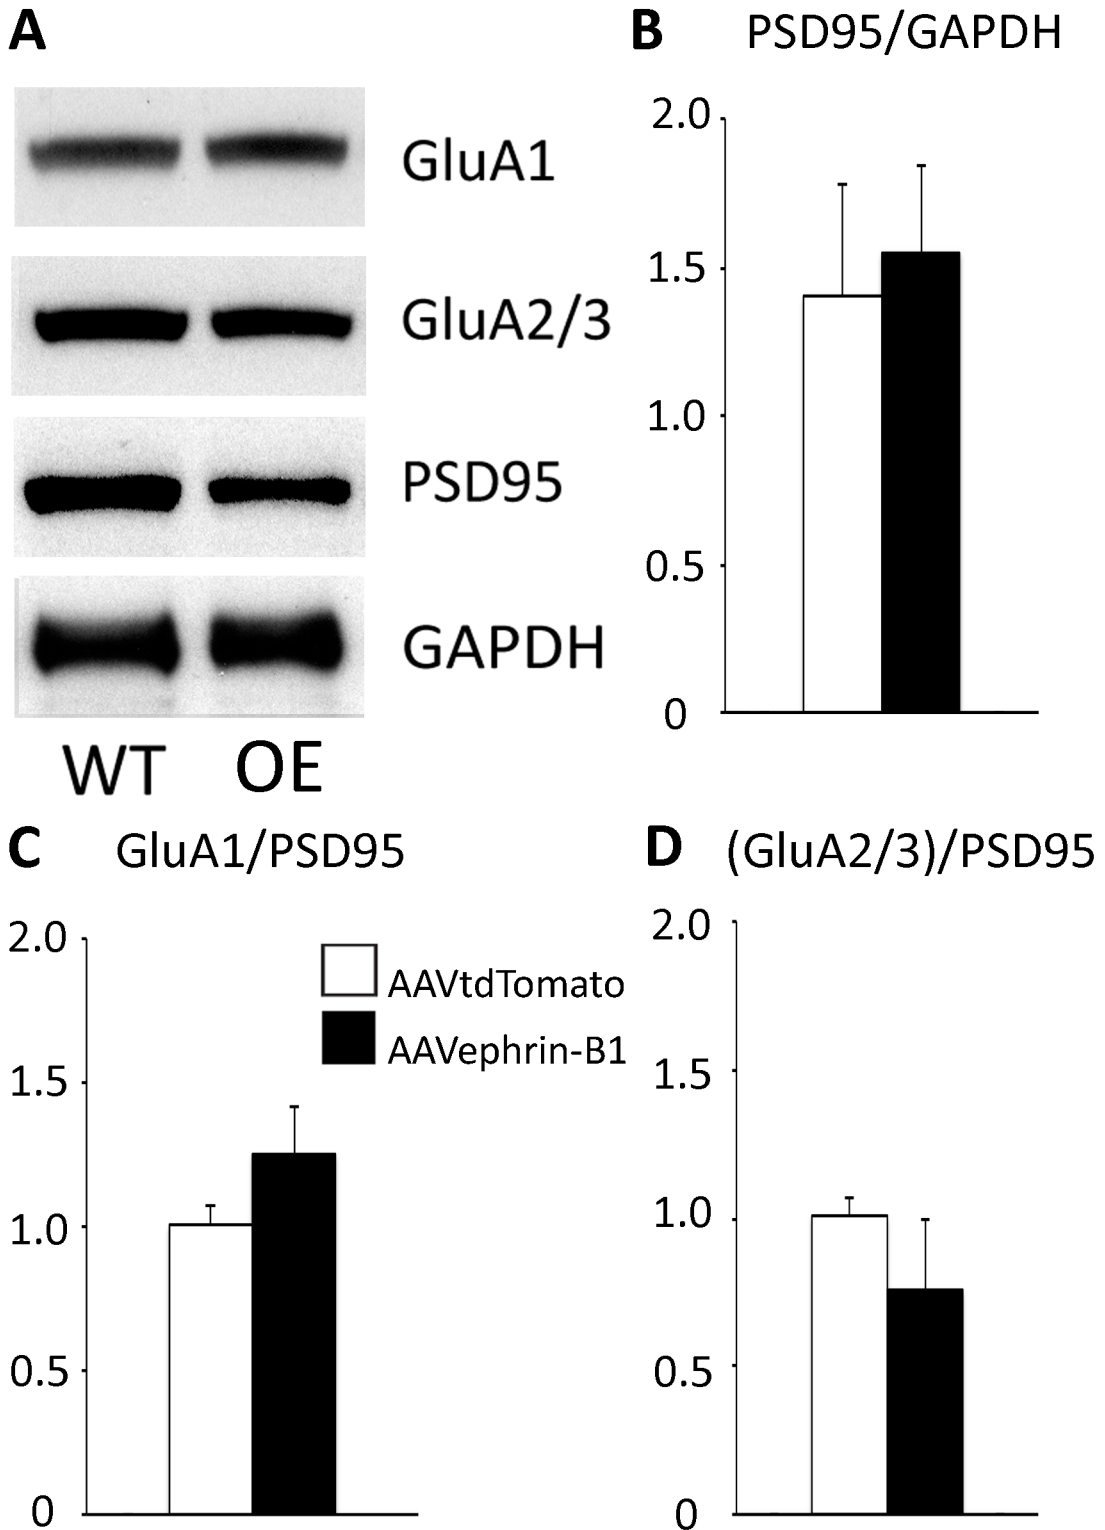 A
GluA1
GluA2/3
PSD95
GAPDH
WT OE
B PSD95/GAPDH
2.0
1.5
1.0
0.5
0
C GluA1/PSD95
2.0
1.5
1.0
0.5
0
AAVtdTomato
AAVephrin-B1
D (GluA2/3)/PSD95
2.0
1.5
1.0
0.5
0